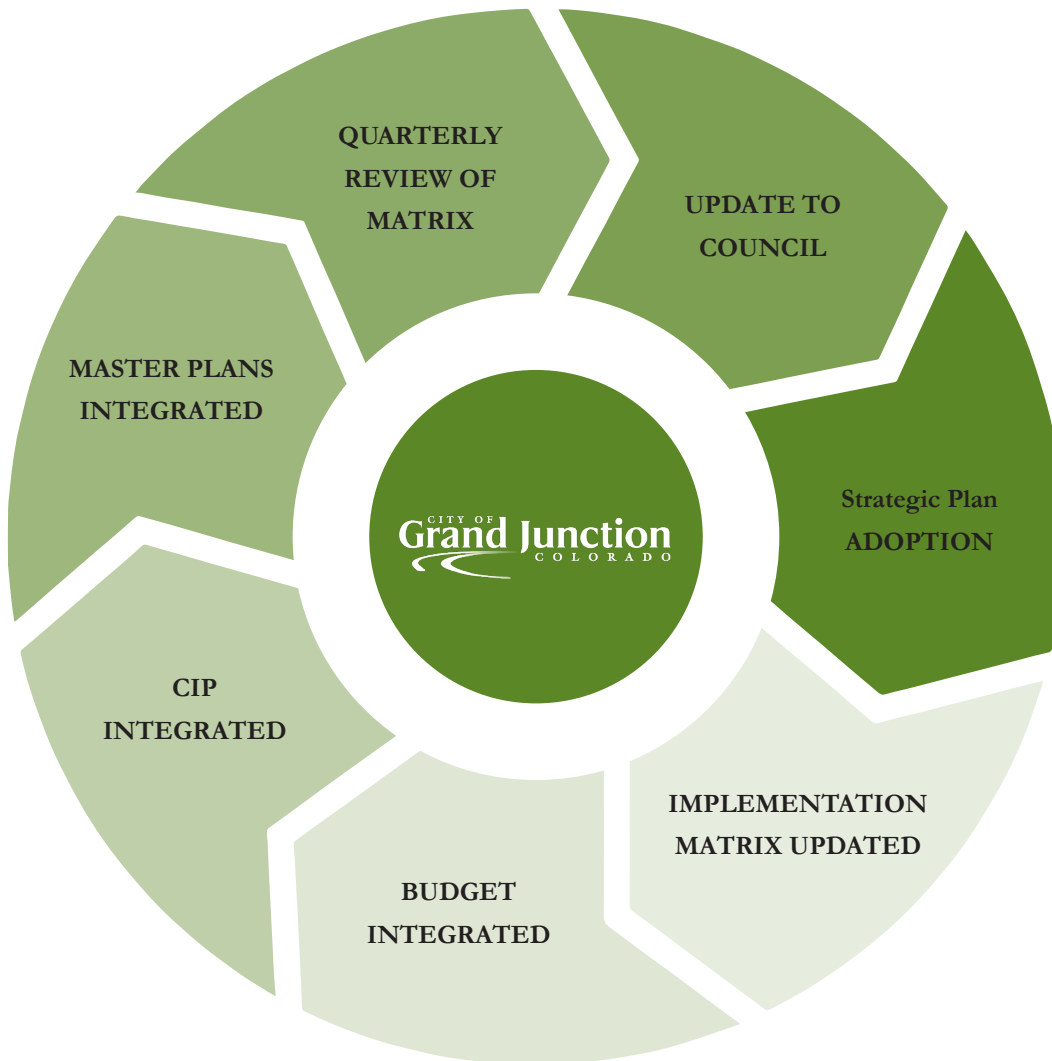 QUARTERLY
REVIEW OF
MATRIX
UPDATE TO
COUNCIL
Strategic Plan
ADOPTION
IMPLEMENTATION
MATRIX UPDATED
BUDGET
INTEGRATED
CIP
INTEGRATED
MASTER PLANS
INTEGRATED
CITY OF
Grand Junction
COLORADO